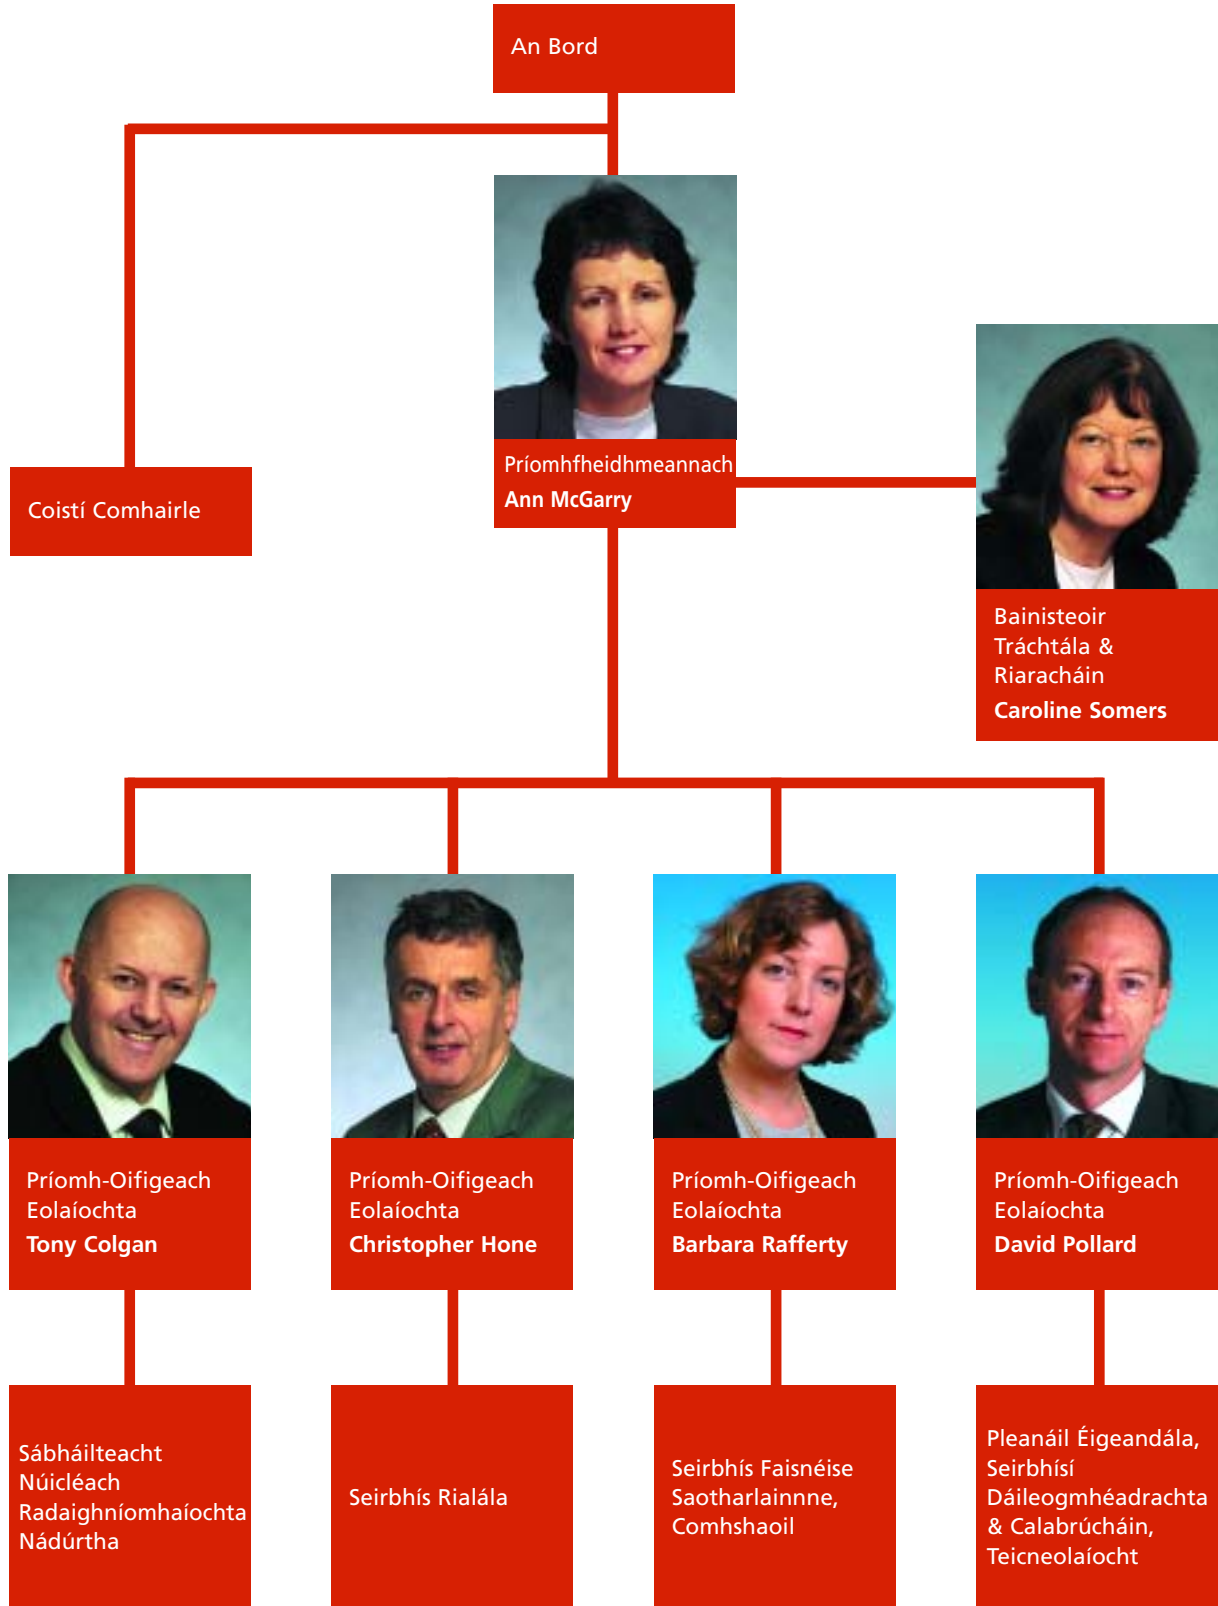 An Bord
Príomhfheidhmeannach
Ann McGarry
Coistí Comhairle
Bainisteoir
Tráchtála &
Riaracháin
Caroline Somers
Príomh-Oifigeach
Eolaíochta
Tony Colgan
Príomh-Oifigeach
Eolaíochta
Christopher Hone
Príomh-Oifigeach
Eolaíochta
Barbara Rafferty
Príomh-Oifigeach
Eolaíochta
David Pollard
Sábháilteacht
Núicléach
Radaighníomhaíochta
Nádúrtha
Seirbhís Rialála
Seirbhís Faisnéise
Saotharlainnne,
Comhshaoil
Pleanáil Éigeandála,
Seirbhísí
Dáileogmhéadrachta
& Calabrúcháin,
Teicneolaíocht